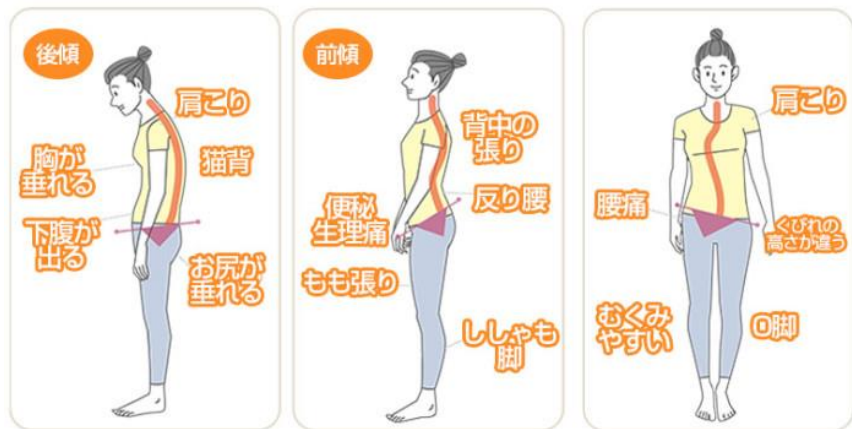 後傾
肩こり
胸が
垂れる
猫背
下腹が
出る
お尻が
垂れる
前傾
背中の
張り
便秘
生理痛
反り腰
もも張り
ししゃも
脚
肩こり
腰痛
くびれの
高さが違う
むくみ
やすい
O脚